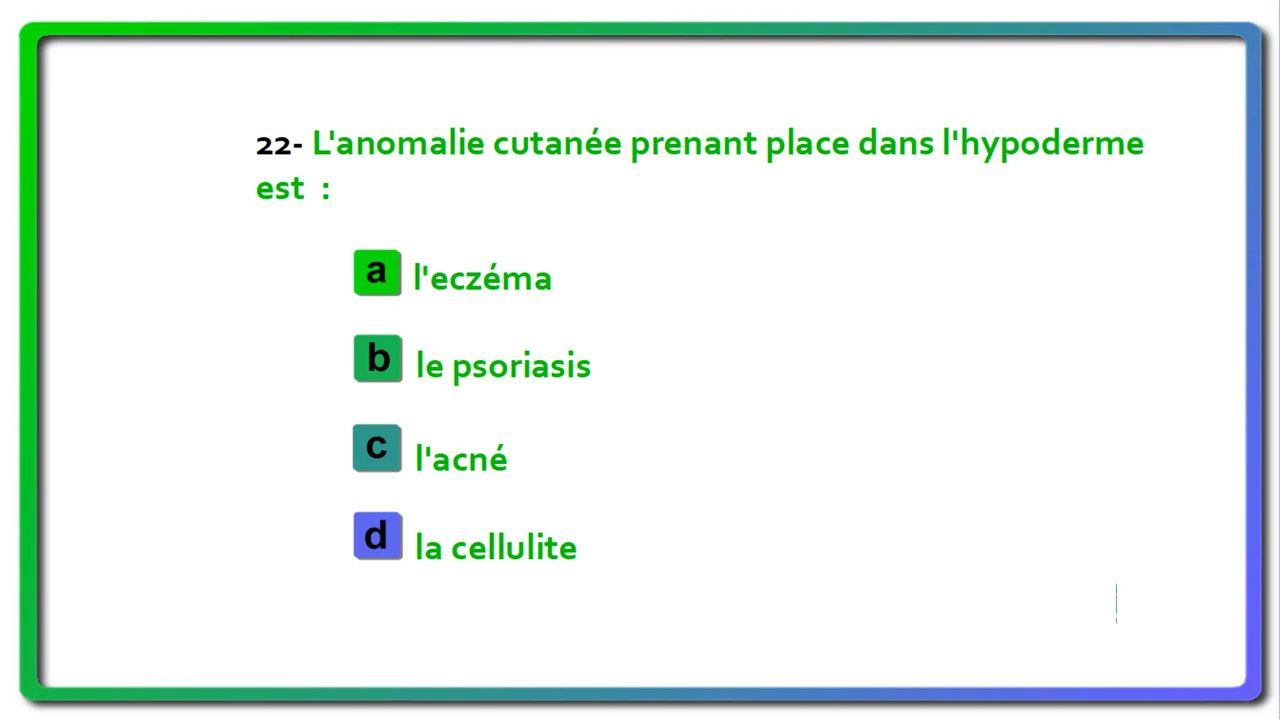 22- L'anomalie cutanée prenant place dans l'hypoderme
est :
a l'eczéma
b le psoriasis
c l'acné
d la cellulite